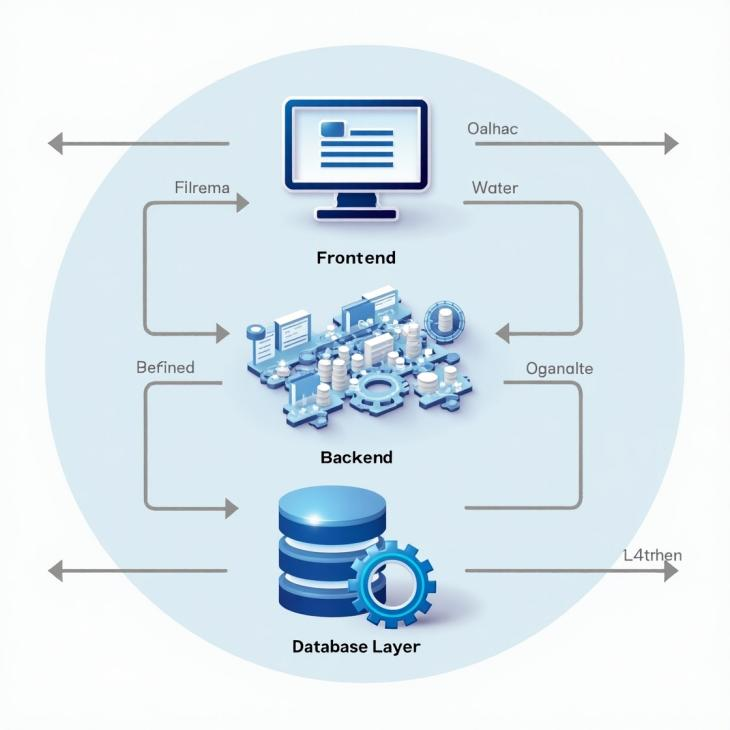 Oalhac
Filrema
Water
Frontend
Befined
Oganalte
Backend
L4trhen
Database Layer